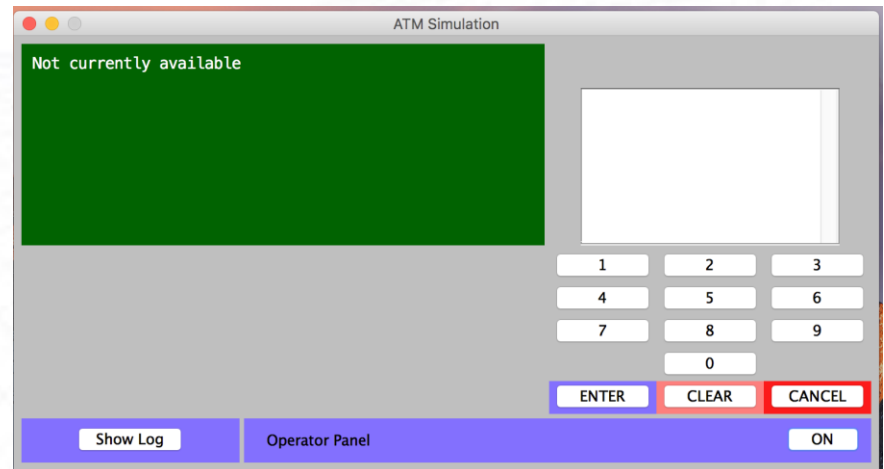 ATM Simulation
Not currently available
1 2 3
4 5 6
7 8 9
0
ENTER CLEAR CANCEL
Show Log Operator Panel ON